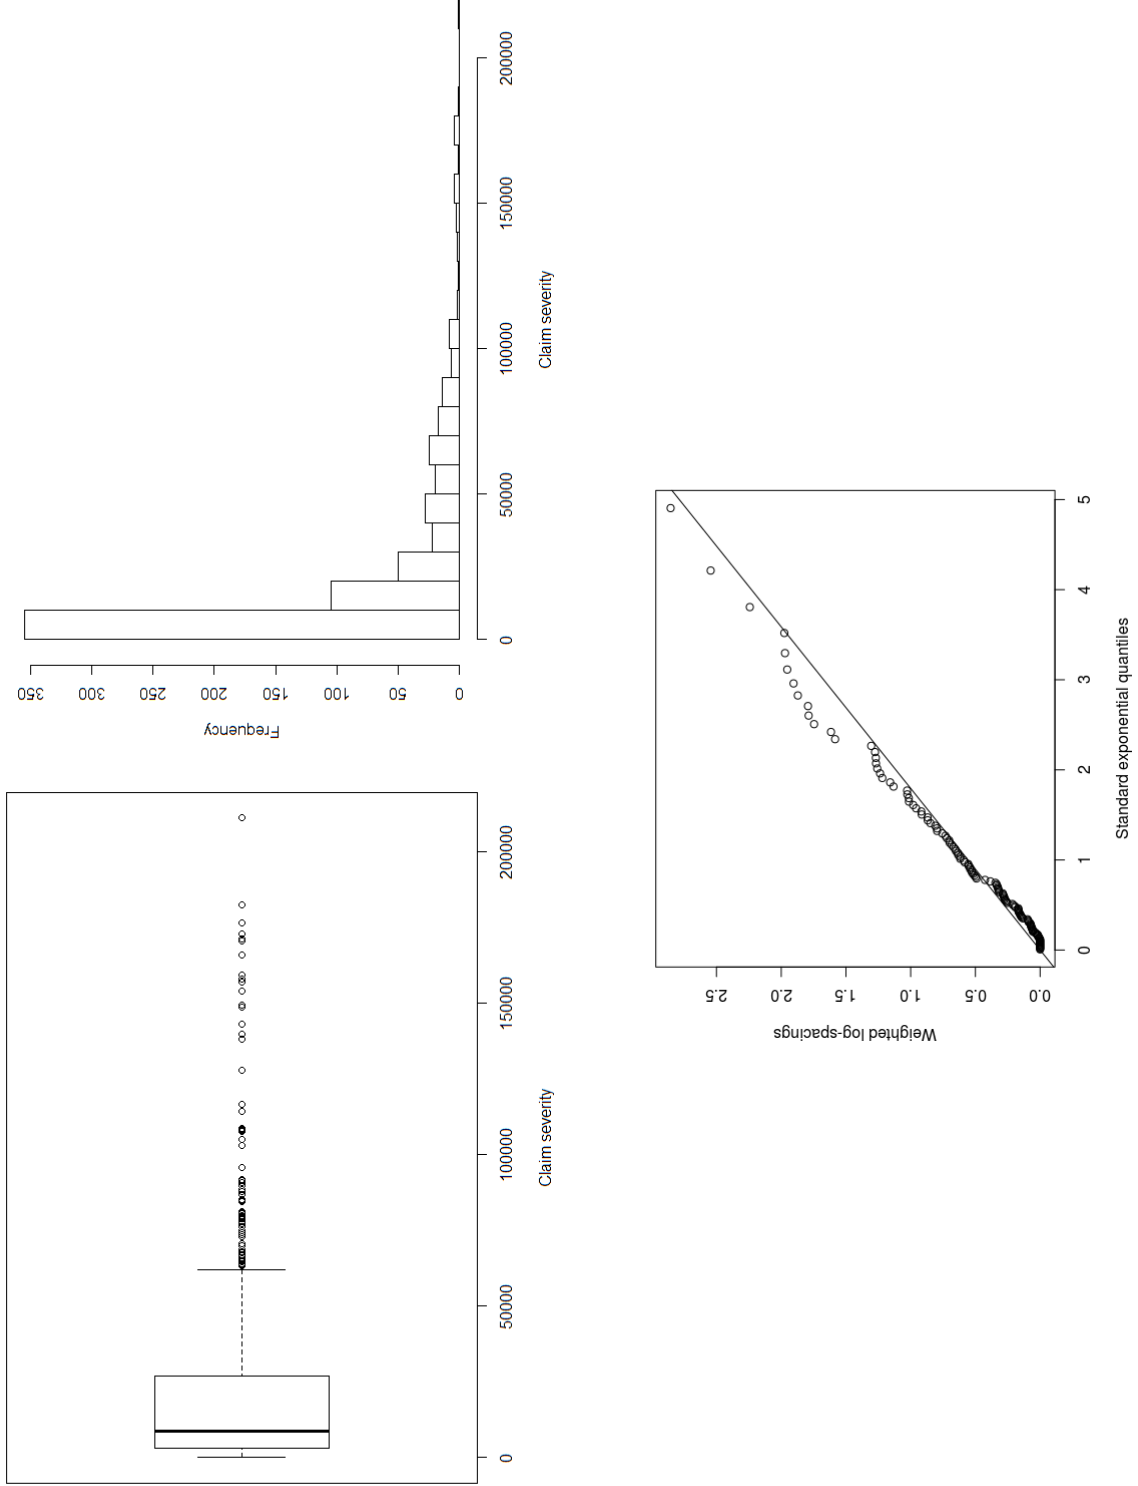 350 300 250 200 150 100 50 0
Frequency
0 50000 100000 150000 200000
Claim severity
0 50000 100000 150000 200000
Claim severity
2.5 2.0 1.5 1.0 0.5 0.0
Weighted log-spacings
0 1 2 3 4 5
Standard exponential quantiles